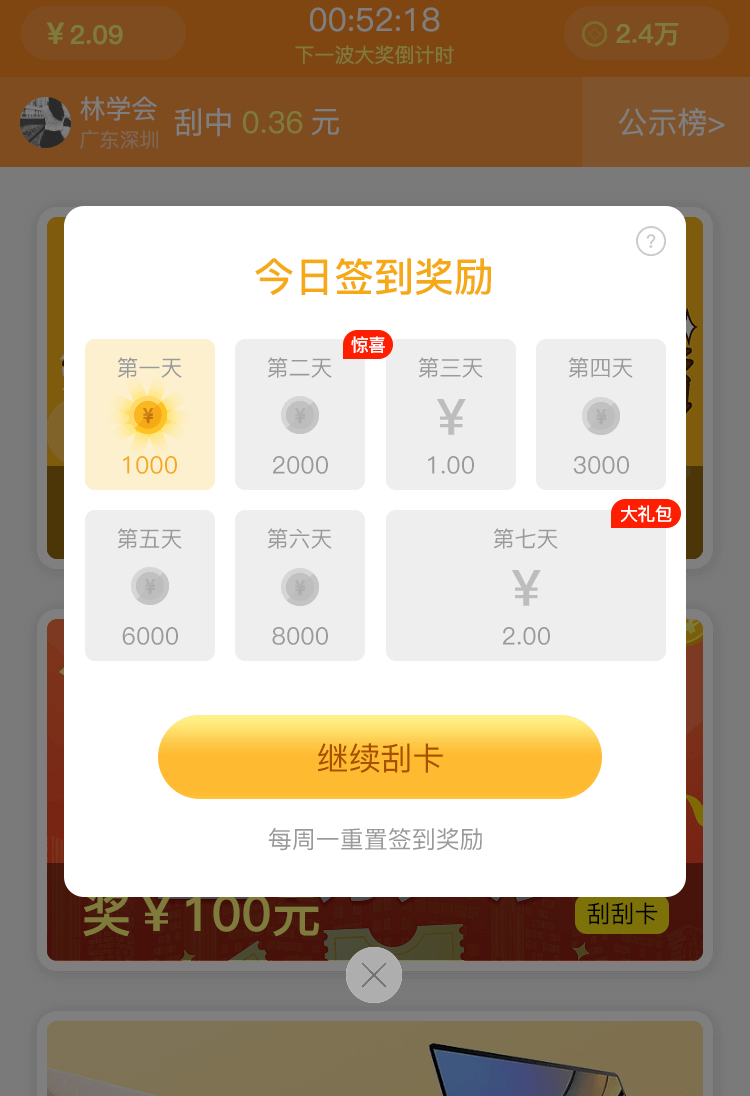 ¥2.09
00:52:18
2.4万
下一波大奖倒计时
林学会
广东深圳
刮中 0.36 元
公示榜>
?
今日签到奖励
第一天
¥
1000
惊喜
第二天
¥
2000
第三天
¥
1.00
第四天
¥
3000
第五天
¥
6000
第六天
¥
8000
大礼包
第七天
¥
2.00
继续刮卡
每周一重置签到奖励
奖¥100元
刮刮卡